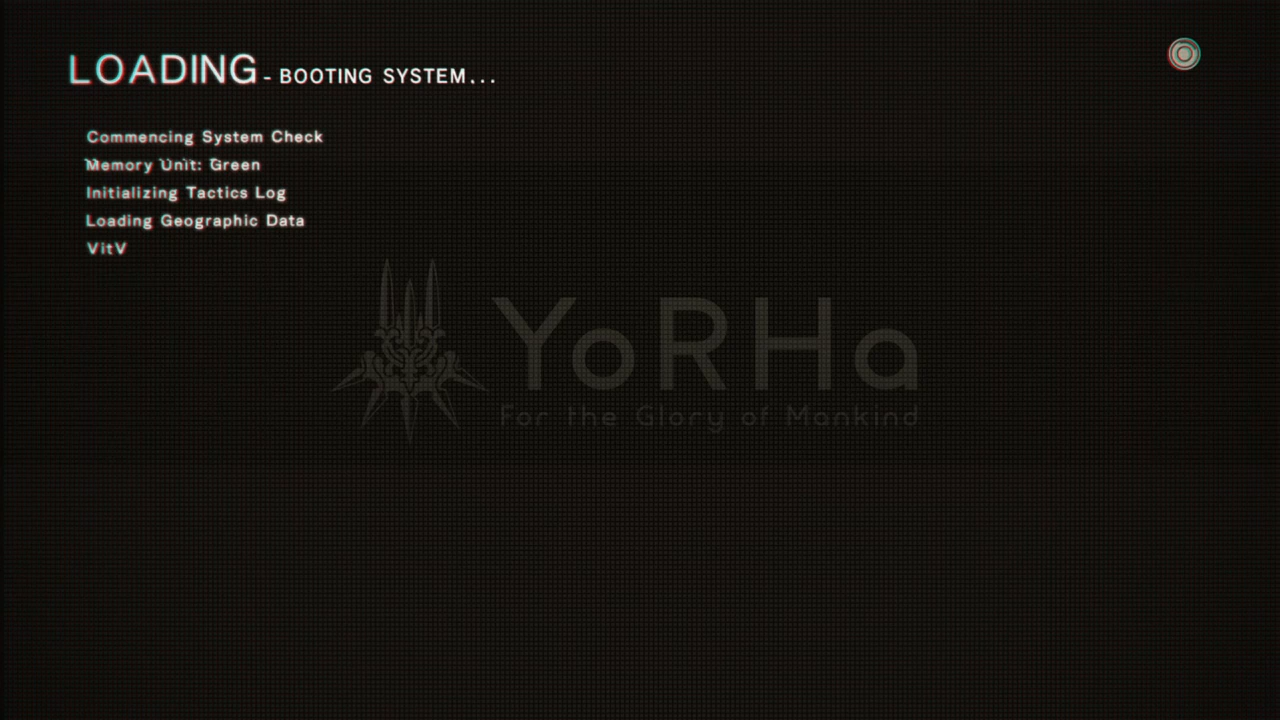 LOADING - BOOTING SYSTEM...
Commencing System Check
Memory Unit: Green
Initializing Tactics Log
Loading Geographic Data
VitV
YoRHa
For the Glory of Mankind